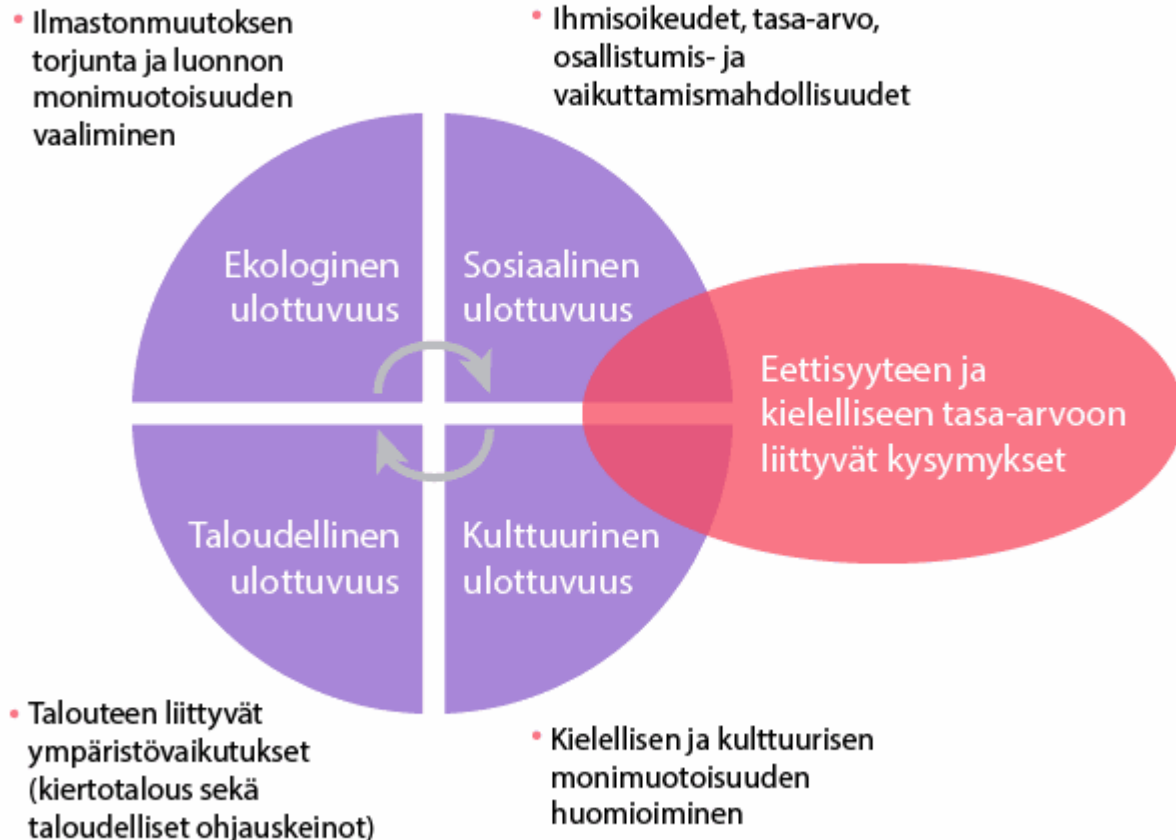 • Ilmastonmuutoksen
torjunta ja luonnon
monimuotoisuuden
vaaliminen
• Ihmisoikeudet, tasa-arvo,
osallistumis- ja
vaikuttamismahdollisuudet
Ekologinen
ulottuvuus
Sosiaalinen
ulottuvuus
Eettisyyteen ja
kielelliseen tasa-arvoon
liittyvät kysymykset
Taloudellinen
ulottuvuus
Kulttuurinen
ulottuvuus
• Talouteen liittyvät
ympäristövaikutukset
(kiertotalous sekä
taloudelliset ohjauskeinot)
• Kielellisen ja kulttuurisen
monimuotoisuuden
huomioiminen